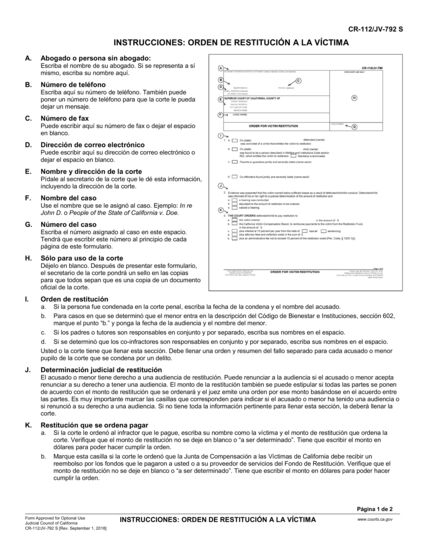 CR-112/JV-792 S
INSTRUCCIONES: ORDEN DE RESTITUCIÓN A LA VÍCTIMA
A. Abogado o persona sin abogado:
Escriba el nombre de su abogado. Si se representa a sí
mismo, escriba su nombre aquí.
B. Número de teléfono
Escriba aquí su número de teléfono. También puede
poner un número de teléfono para que la corte le pueda
dejar un mensaje.
C. Número de fax
Puede escribir aquí su número de fax o dejar el espacio
en blanco.
D. Dirección de correo electrónico
Puede escribir aquí su dirección de correo electrónico o
dejar el espacio en blanco.
E. Nombre y dirección de la corte
Pídale al secretario de la corte que le dé esta información,
incluyendo la dirección de la corte.
F. Nombre del caso
Use el nombre que se le asignó al caso. Ejemplo: In re
John D. o People of the State of California v. Doe.
G. Número del caso
Escriba el número asignado al caso en este espacio.
Tendrá que escribir este número al principio de cada
página de este formulario.
H. Sólo para uso de la corte
Déjelo en blanco. Después de presentar este formulario,
el secretario de la corte pondrá un sello en las copias
para que todos sepan que es una copia de un documento
oficial de la corte.
CR-112/JV-792
SUPERIOR COURT OF CALIFORNIA, COUNTY OF
ORDER FOR VICTIM RESTITUTION
ORDER FOR VICTIM RESTITUTION
I. Orden de restitución
a. Si la persona fue condenada en la corte penal, escriba la fecha de la condena y el nombre del acusado.
b. Para casos en que se determinó que el menor entra en la descripción del Código de Bienestar e Instituciones, sección 602,
marque el punto "b." y ponga la fecha de la audiencia y el nombre del menor.
c. Si los padres o tutores son responsables en conjunto y por separado, escriba sus nombres en el espacio.
d. Si se determinó que los co-infractores son responsables en conjunto y por separado, escriba sus nombres en el espacio.
Usted o la corte tiene que llenar esta sección. Debe llenar una orden y resumen del fallo separado para cada acusado o menor
pupilo de la corte que se condena por un delito.
J. Determinación judicial de restitución
El acusado o menor tiene derecho a una audiencia de restitución. Puede renunciar a la audiencia si el acusado o menor acepta
renunciar a su derecho a tener una audiencia. El monto de la restitución también se puede estipular si todas las partes se ponen
de acuerdo con el monto de restitución que se ordenará y el juez emite una orden por ese monto basándose en el acuerdo entre
las partes. Es muy importante marcar las casillas que corresponden para indicar si el acusado o menor ha tenido una audiencia o
si renunció a su derecho a una audiencia. Si no tiene toda la información pertinente para llenar esta sección, la deberá llenar la
corte.
K. Restitución que se ordena pagar
a. Si la corte le ordenó al infractor que le pague, escriba su nombre como la víctima y el monto de restitución que ordena la
corte. Verifique que el monto de restitución no se deje en blanco o "a ser determinado". Tiene que escribir el monto en
dólares para poder hacer cumplir la orden.
b. Marque esta casilla si la corte le ordenó que la Junta de Compensación a las Víctimas de California debe recibir un
reembolso por los fondos que le pagaron a usted o a su proveedor de servicios del Fondo de Restitución. Verifique que el
monto de restitución no se deje en blanco o "a ser determinado". Tiene que escribir el monto en dólares para poder hacer
cumplir la orden.
Página 1 de 2
Form Approved for Optional Use
Judicial Council of California
CR-112/JV-792 S [Rev. September 1, 2018]
INSTRUCCIONES: ORDEN DE RESTITUCIÓN A LA VÍCTIMA
www.courts.ca.gov